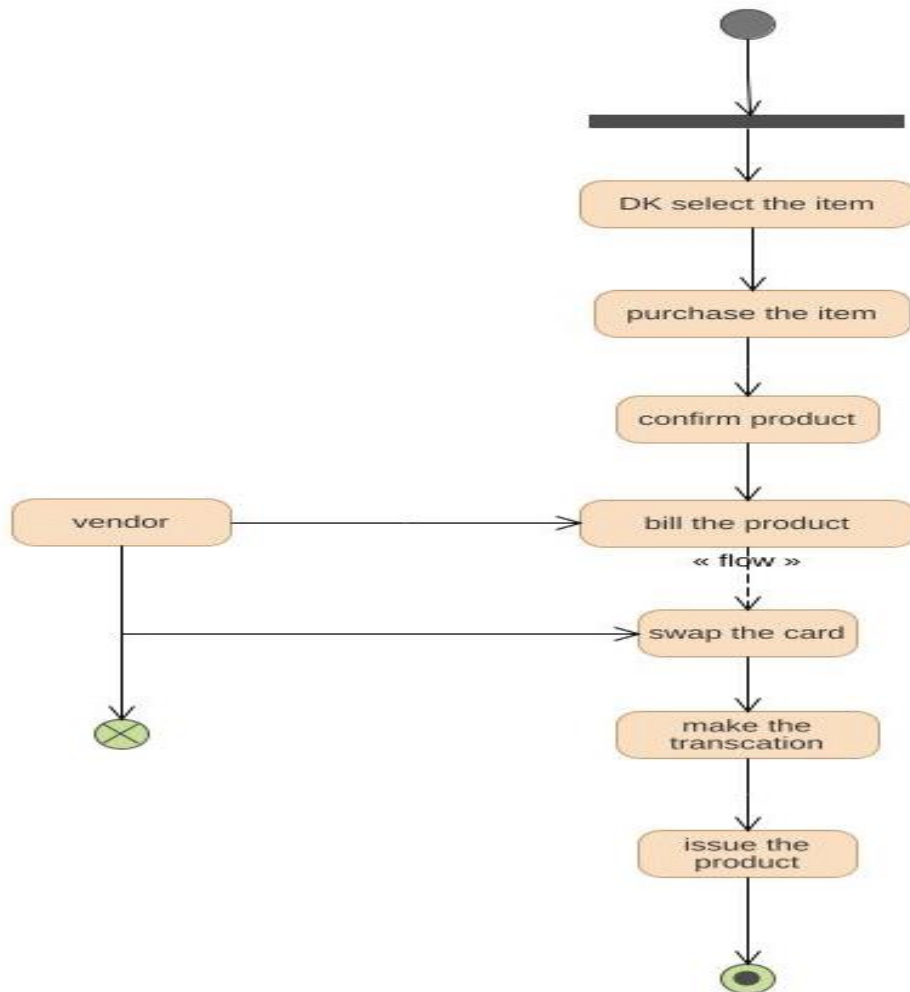 DK select the item
purchase the item
confirm product
vendor
bill the product
« flow »
swap the card
make the
transcation
issue the
product